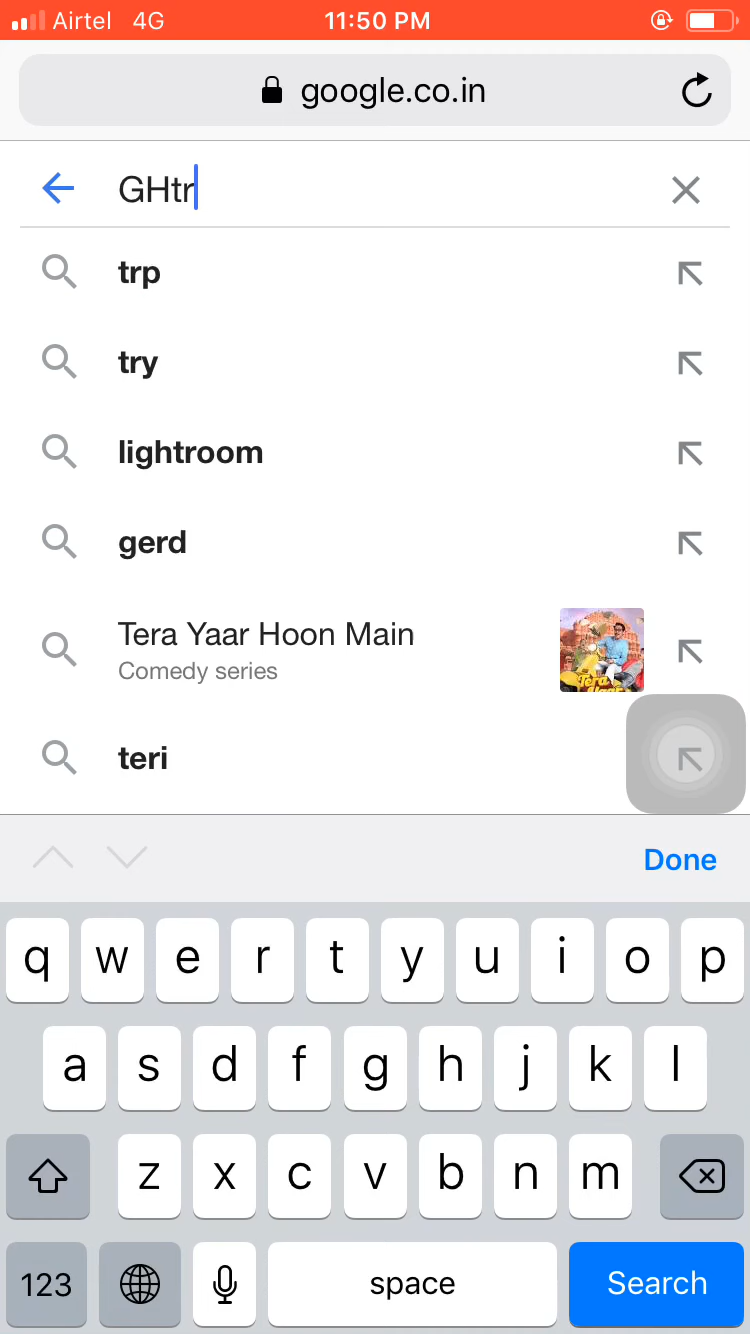 Airtel 4G 11:50 PM
google.co.in
GHtr
trp
try
lightroom
gerd
Tera Yaar Hoon Main
Comedy series
teri
Done
q w e r t y u i o p
a s d f g h j k l
z x c v b n m
123 space Search